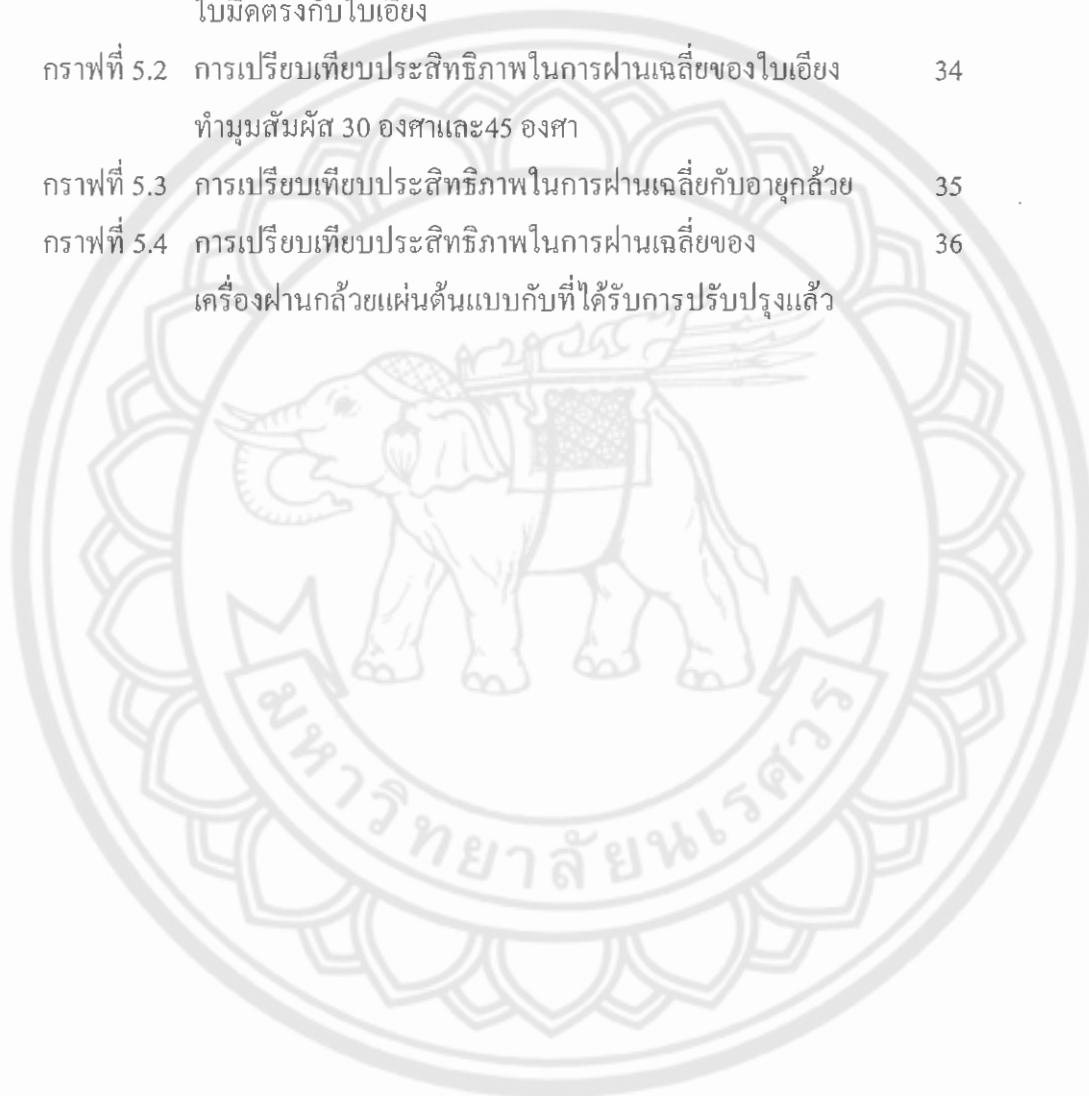 ใบมีดตรงกับใบเอียง
กราฟที่ 5.2 การเปรียบเทียบประสิทธิภาพในการฝานเฉลี่ยของใบเอียง 34
ทำมุมสัมผัส 30 องศาและ45 องศา
กราฟที่ 5.3 การเปรียบเทียบประสิทธิภาพในการฝานเฉลี่ยกับอายุกล้วย 35
กราฟที่ 5.4 การเปรียบเทียบประสิทธิภาพในการฝานเฉลี่ยของ 36
เครื่องฝานกล้วยแผ่นต้นแบบกับที่ได้รับการปรับปรุงแล้ว
มหาวิทยาลัยนเรศวร